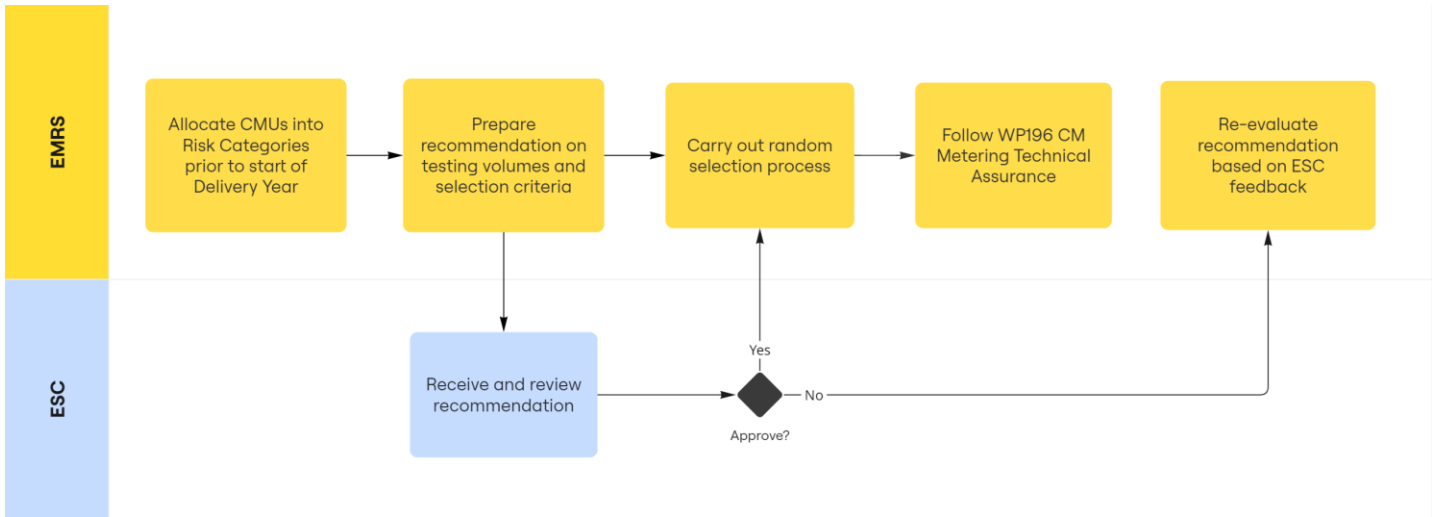 EMRS
Allocate CMUs into
Risk Categories
prior to start of
Delivery Year
Prepare
recommendation on
testing volumes and
selection criteria
Carry out random
selection process
Follow WP196 CM
Metering Technical
Assurance
Re-evaluate
recommendation
based on ESC
feedback
ESC
Receive and review
recommendation
Yes
No
Approve?